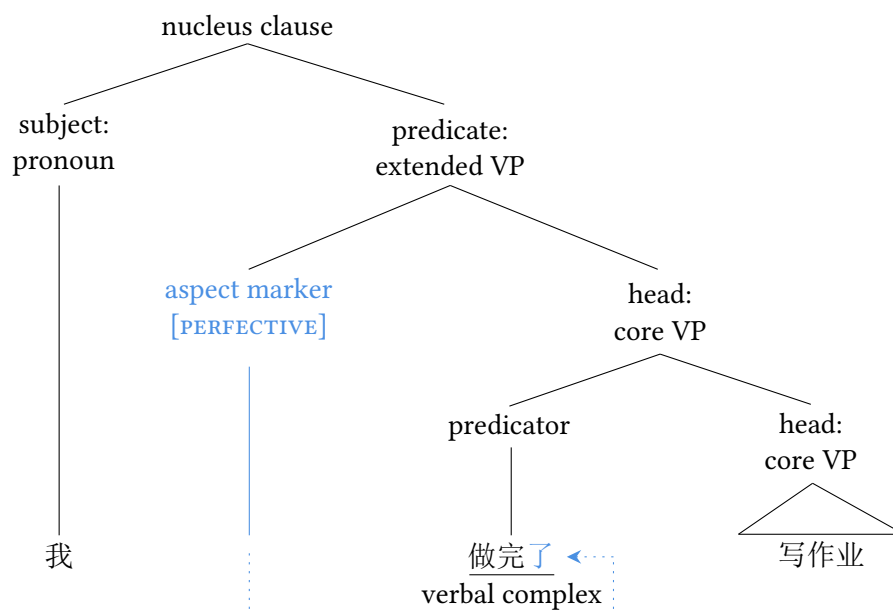 nucleus clause
subject:
pronoun
predicate:
extended VP
aspect marker
[PERFECTIVE]
head:
core VP
predicator
head:
core VP
我
做完了
写作业
verbal complex